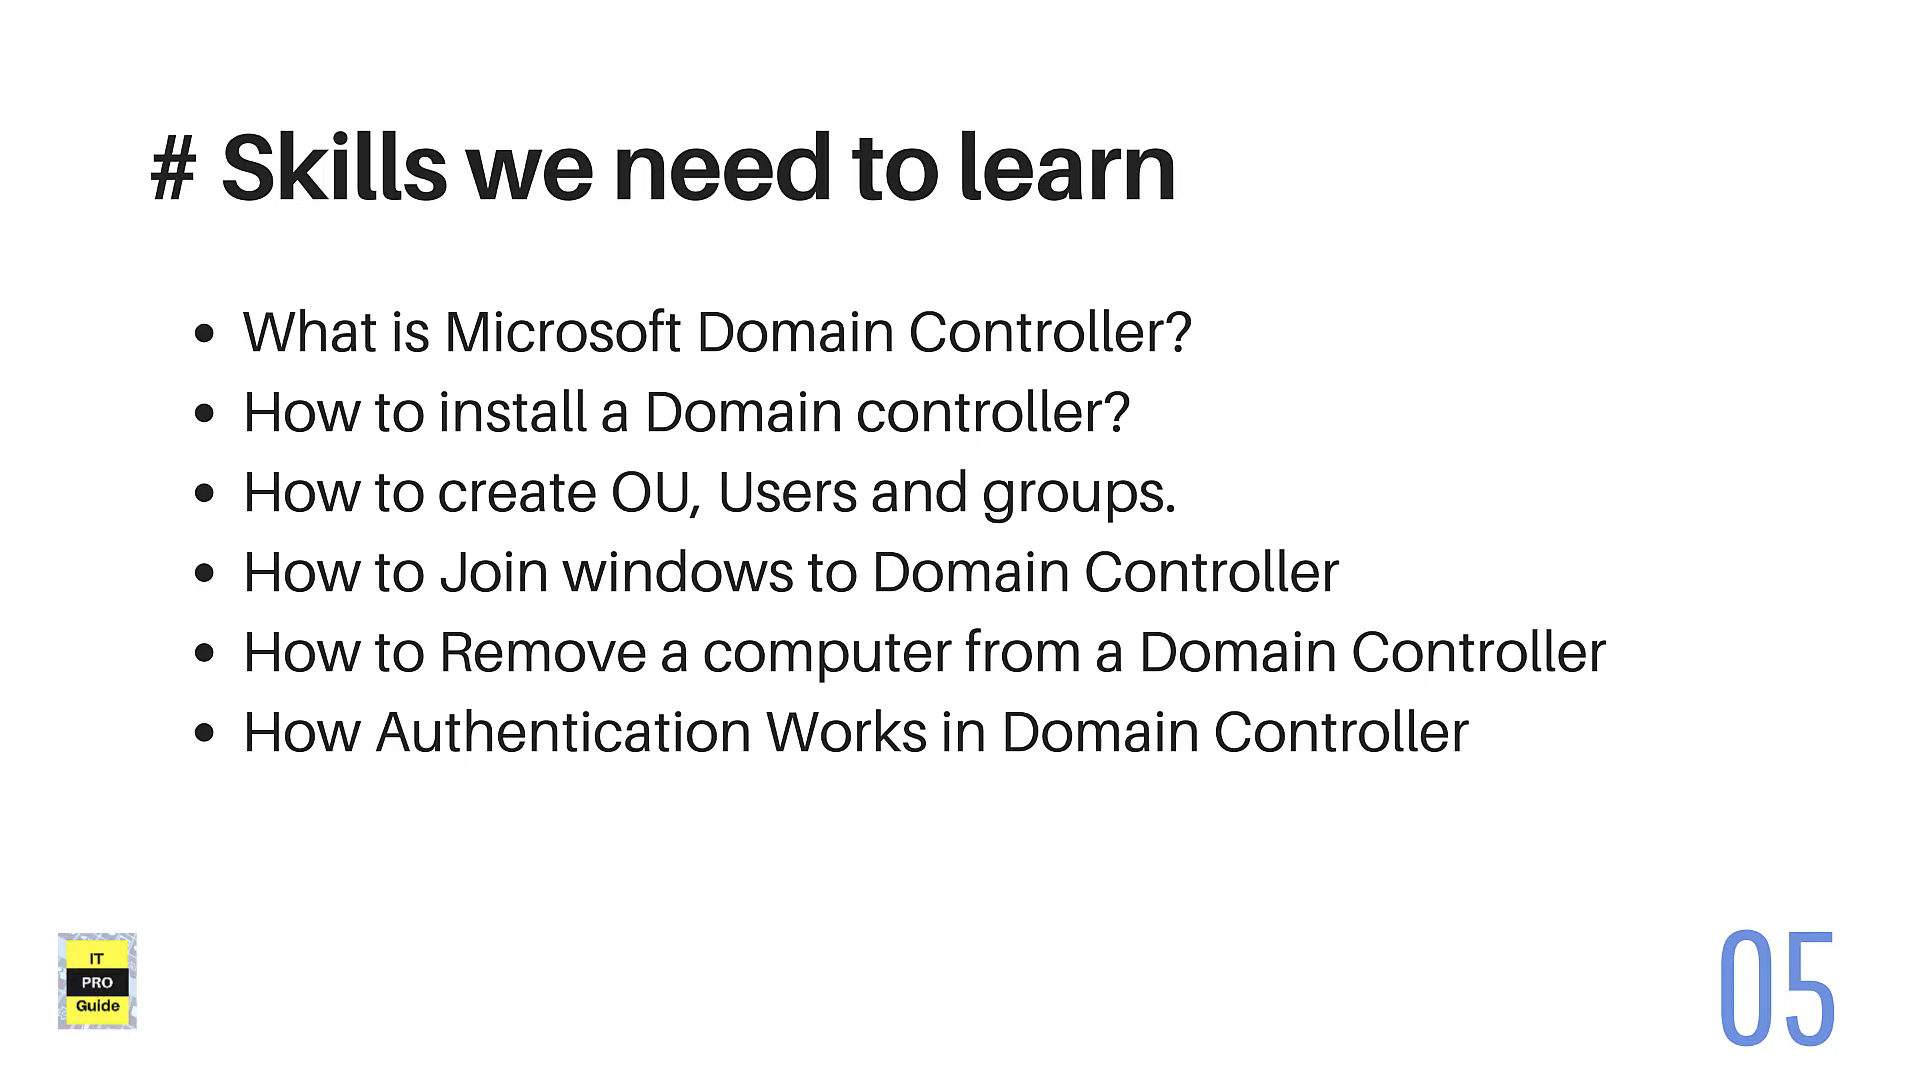 # Skills we need to learn
• What is Microsoft Domain Controller?
• How to install a Domain controller?
• How to create OU, Users and groups.
• How to Join windows to Domain Controller
• How to Remove a computer from a Domain Controller
• How Authentication Works in Domain Controller
IT
PRO
Guide
05